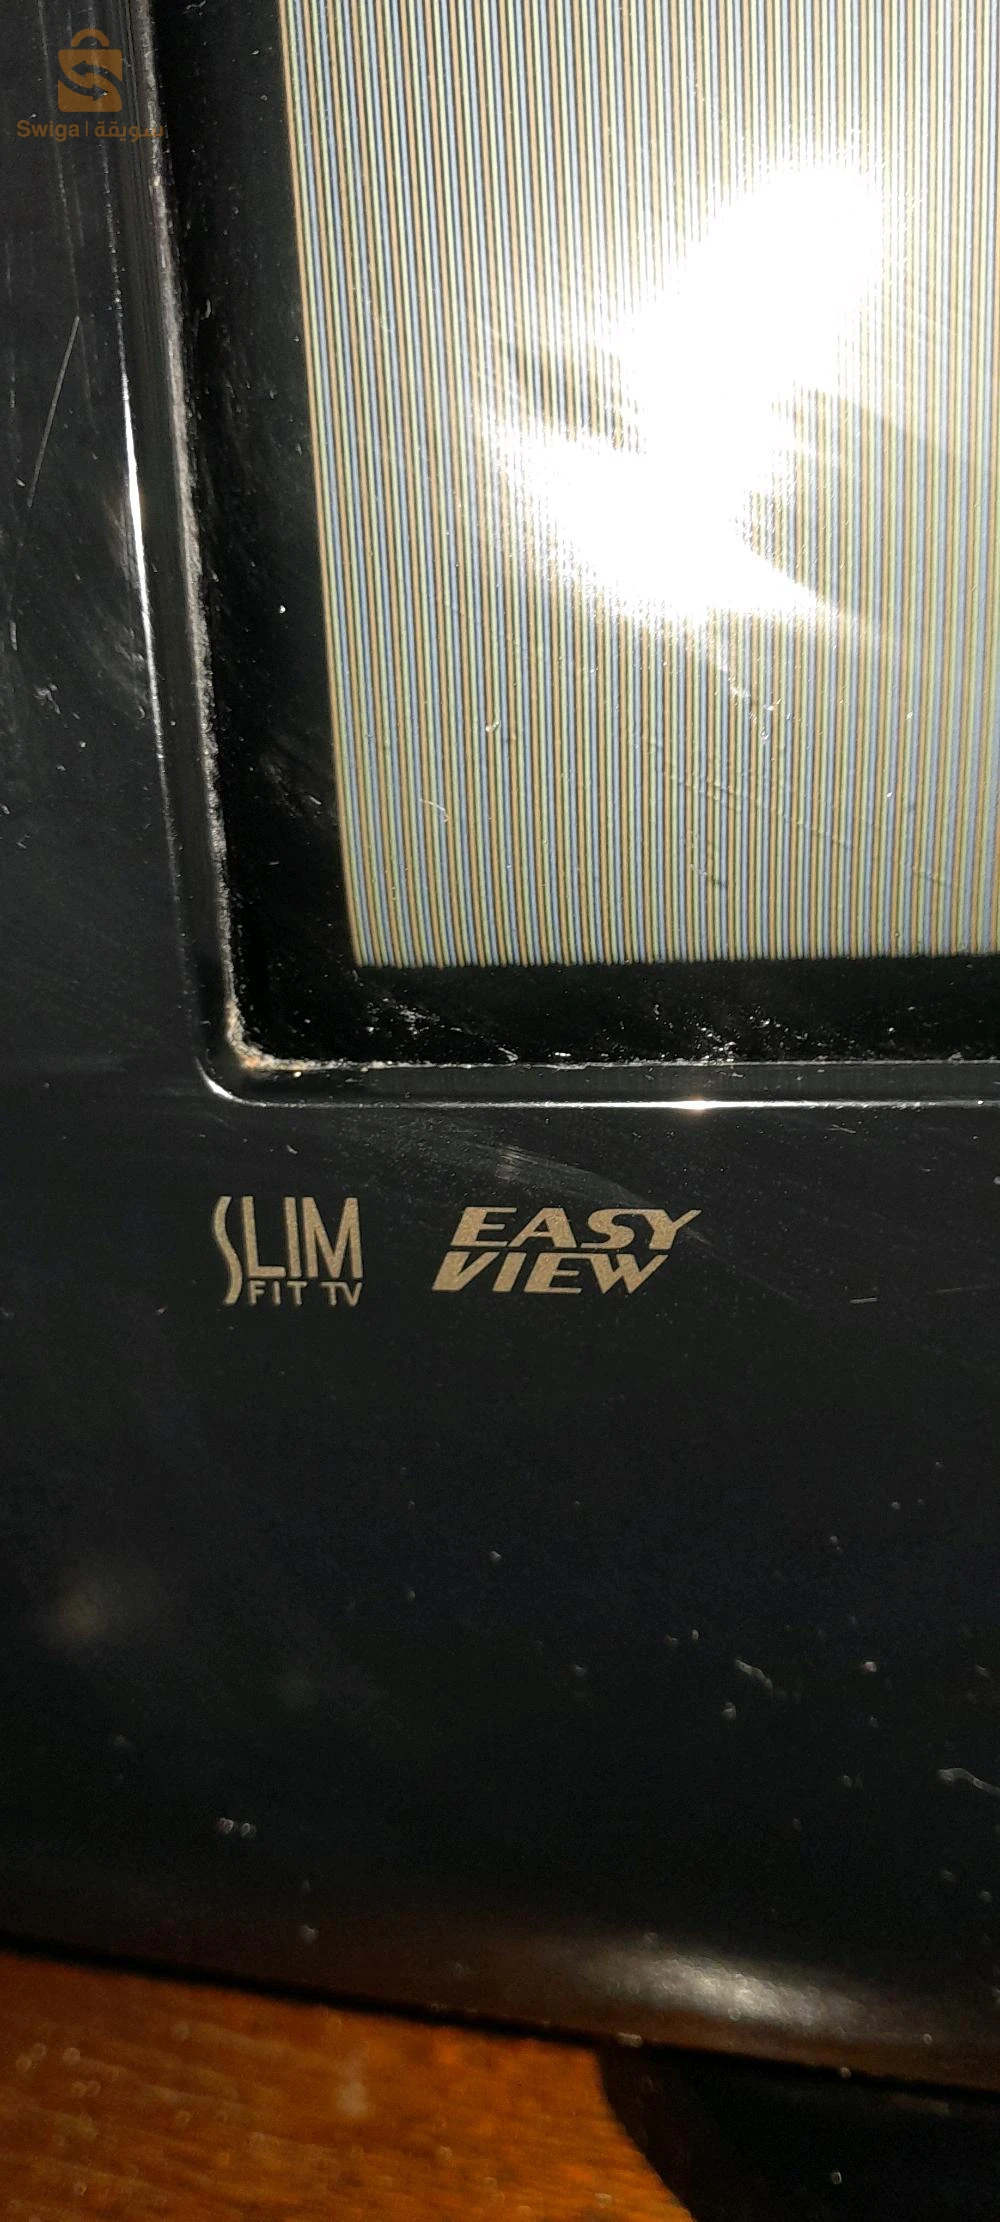 Swiga | سويقة
SLIM
FIT TV
EASY
VIEW